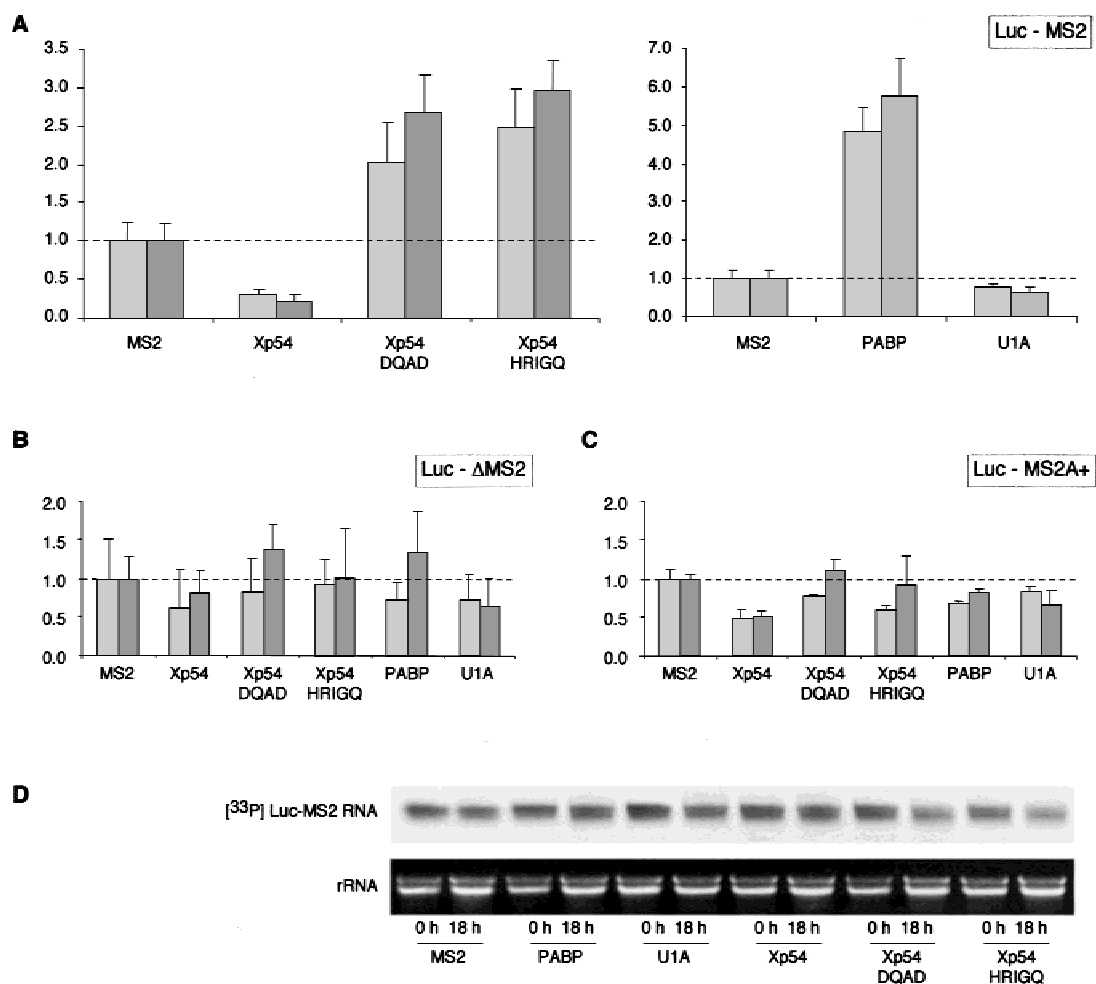 A
Luc - MS2
3.5
3.0
2.5
2.0
1.5
1.0
0.5
0.0
MS2
Xp54
Xp54
DQAD
Xp54
HRIGQ
7.0
6.0
5.0
4.0
3.0
2.0
1.0
0.0
MS2
PABP
U1A
B
Luc - ΔMS2
2.0
1.5
1.0
0.5
0.0
MS2
Xp54
Xp54
DQAD
Xp54
HRIGQ
PABP
U1A
C
Luc - MS2A+
2.0
1.5
1.0
0.5
0.0
MS2
Xp54
Xp54
DQAD
Xp54
HRIGQ
PABP
U1A
D
[33P] Luc-MS2 RNA
rRNA
0 h 18 h 0 h 18 h 0 h 18 h 0 h 18 h 0 h 18 h 0 h 18 h
MS2
PABP
U1A
Xp54
Xp54
DQAD
Xp54
HRIGQ